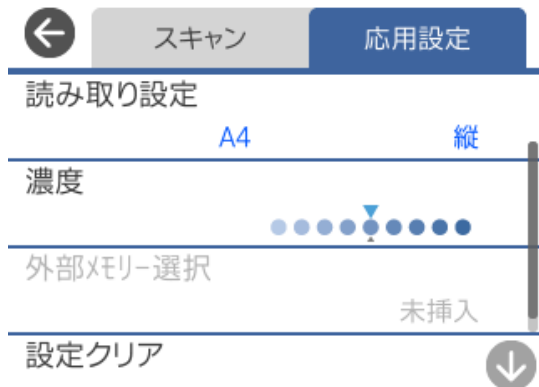 スキャン 応用設定
読み取り設定
A4 縦
濃度
外部メモリー選択
未挿入
設定クリア